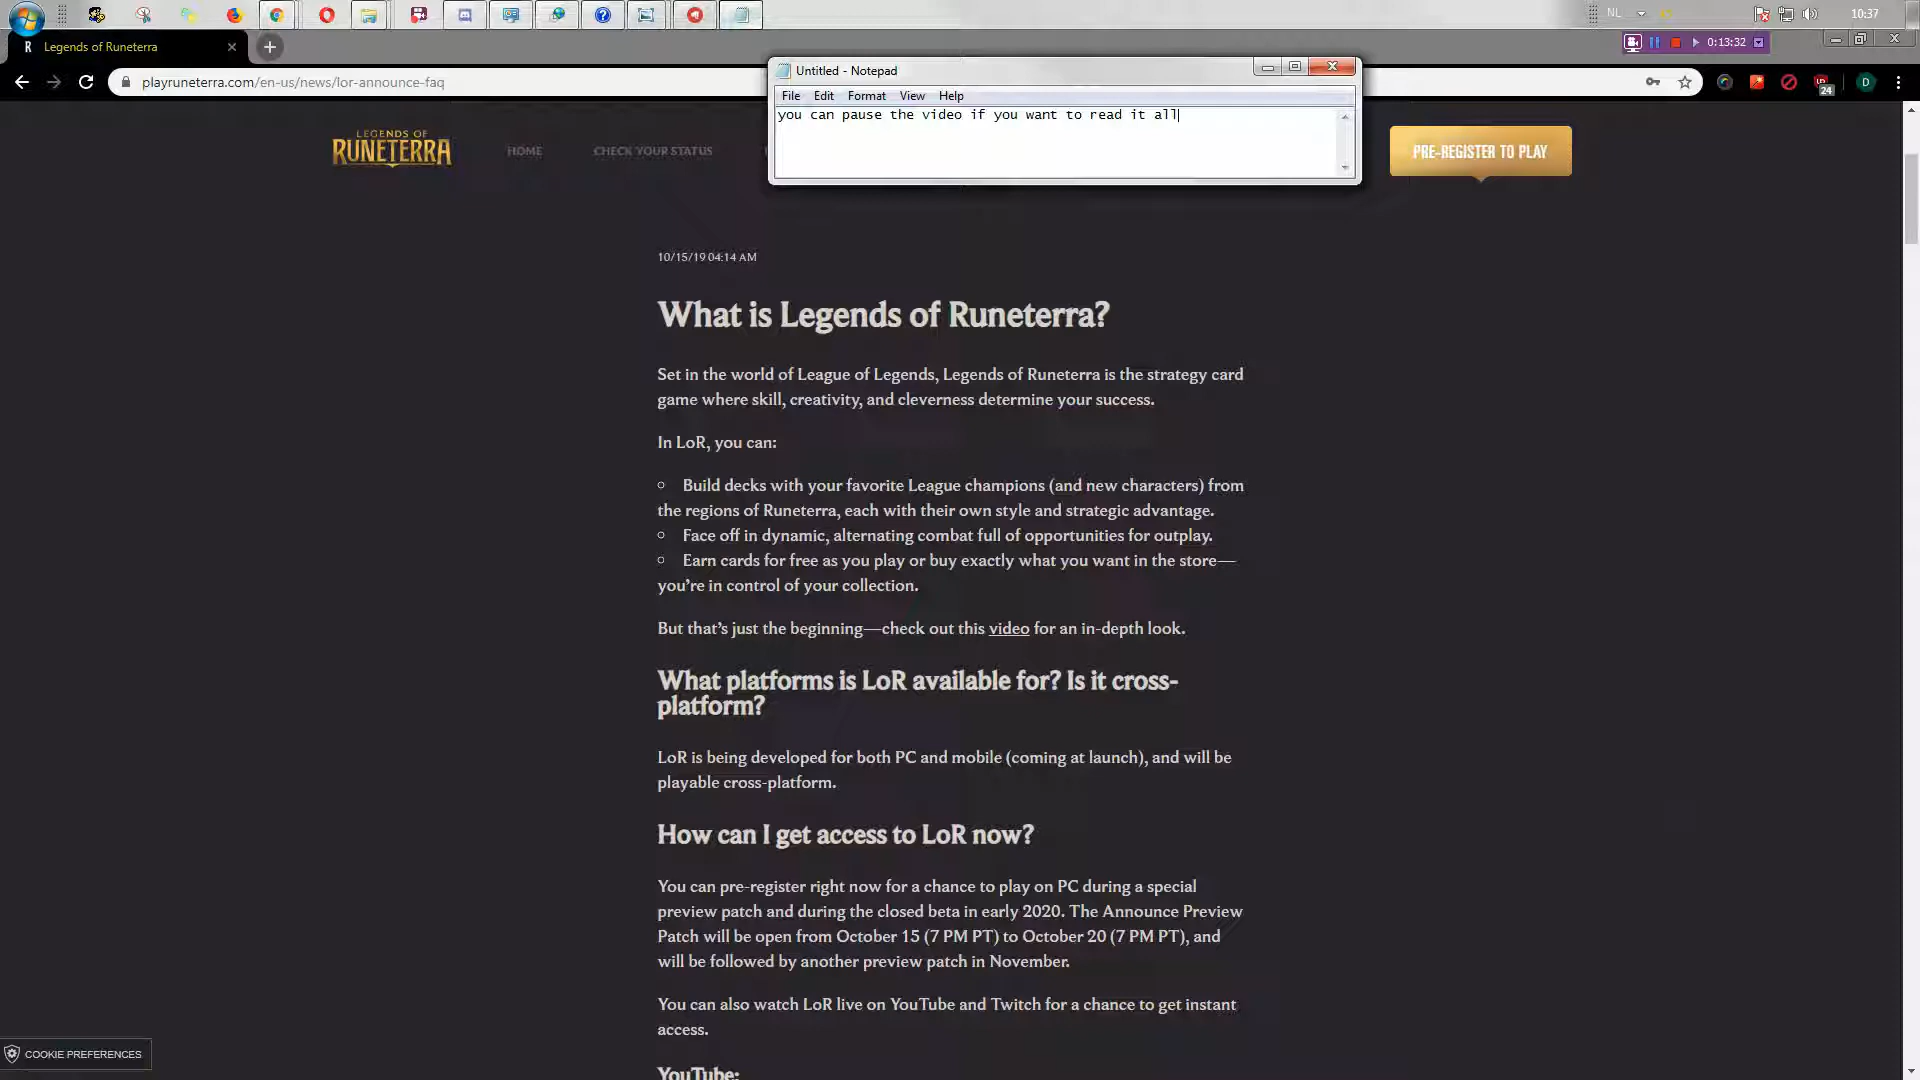 NL
10:37
R Legends of Runeterra
0:13:32
playruneterra.com/en-us/news/lor-announce-faq
24
D
Untitled - Notepad
File Edit Format View Help
you can pause the video if you want to read it all
LEGENDS OF
RUNETERRA
HOME
CHECK YOUR STATUS
PRE-REGISTER TO PLAY
10/15/19 04:14 AM
What is Legends of Runeterra?
Set in the world of League of Legends, Legends of Runeterra is the strategy card
game where skill, creativity, and cleverness determine your success.
In LoR, you can:
Build decks with your favorite League champions (and new characters) from
the regions of Runeterra, each with their own style and strategic advantage.
Face off in dynamic, alternating combat full of opportunities for outplay.
Earn cards for free as you play or buy exactly what you want in the store—
you’re in control of your collection.
But that’s just the beginning—check out this video for an in-depth look.
What platforms is LoR available for? Is it cross-
platform?
LoR is being developed for both PC and mobile (coming at launch), and will be
playable cross-platform.
How can I get access to LoR now?
You can pre-register right now for a chance to play on PC during a special
preview patch and during the closed beta in early 2020. The Announce Preview
Patch will be open from October 15 (7 PM PT) to October 20 (7 PM PT), and
will be followed by another preview patch in November.
You can also watch LoR live on YouTube and Twitch for a chance to get instant
access.
YouTube:
COOKIE PREFERENCES